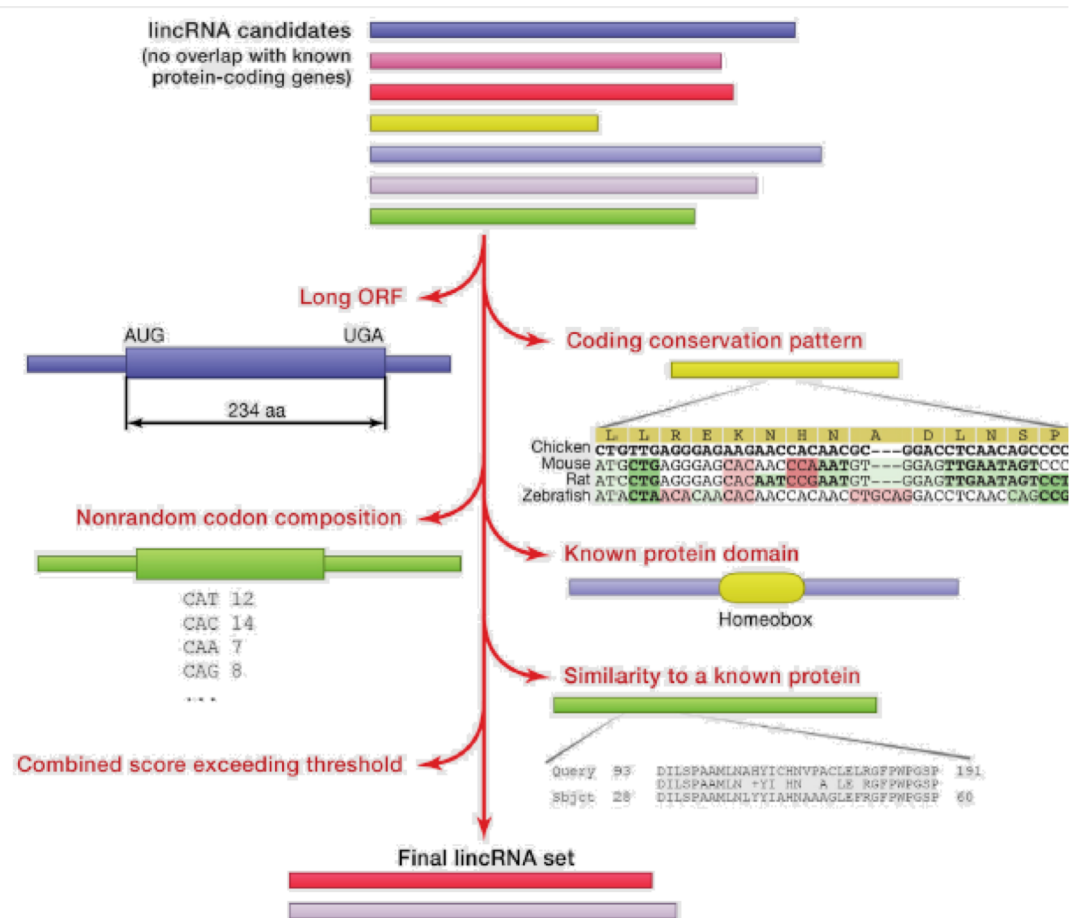 lincRNA candidates
(no overlap with known
protein-coding genes)
Long ORF
AUG UGA
234 aa
Coding conservation pattern
L L R E K N H N A D L N S P
Chicken CTGTTGAGGGAGAAGAACCACAACGC---GGACCTCAACAGCCCC
Mouse ATGCTGAGGGAGCACAACCCAAATGT---GGAGTTGAATAGTCCC
Rat ATCCTGAGGGAGCACAATCCGAATGT---GGAGTTGAATAGTCCT
Zebrafish ATACTAACACAACACAACCACAACCTGCAGGACCTCAACCAGCCG
Nonrandom codon composition
CAT 12
CAC 14
CAA 7
CAG 8
...
Known protein domain
Homeobox
Similarity to a known protein
Query 93 DILSPAAMLNAHYICHNVPACLELRGFPWPGSP 191
DILSPAAMLN +YI HN A LE RGFPWPGSP
Sbjct 28 DILSPAAMLNLYYIAHNAAAGLEFRGFPWPGSP 60
Combined score exceeding threshold
Final lincRNA set